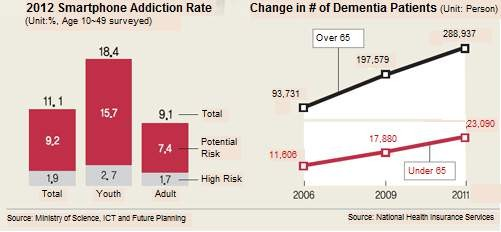 2012 Smartphone Addiction Rate
(Unit:%, Age 10~49 surveyed)
18.4
11.1
15.7
9.1
Total
9,2
7,4
Potential
Risk
1,9
2,7
1,7
High Risk
Total
Youth
Adult
Source: Ministry of Science, ICT and Future Planning
Change in # of Dementia Patients (Unit: Person)
Over 65
288,937
197,579
93,731
23,090
17,880
11,606
Under 65
2006
2009
2011
Source: National Health Insurance Services